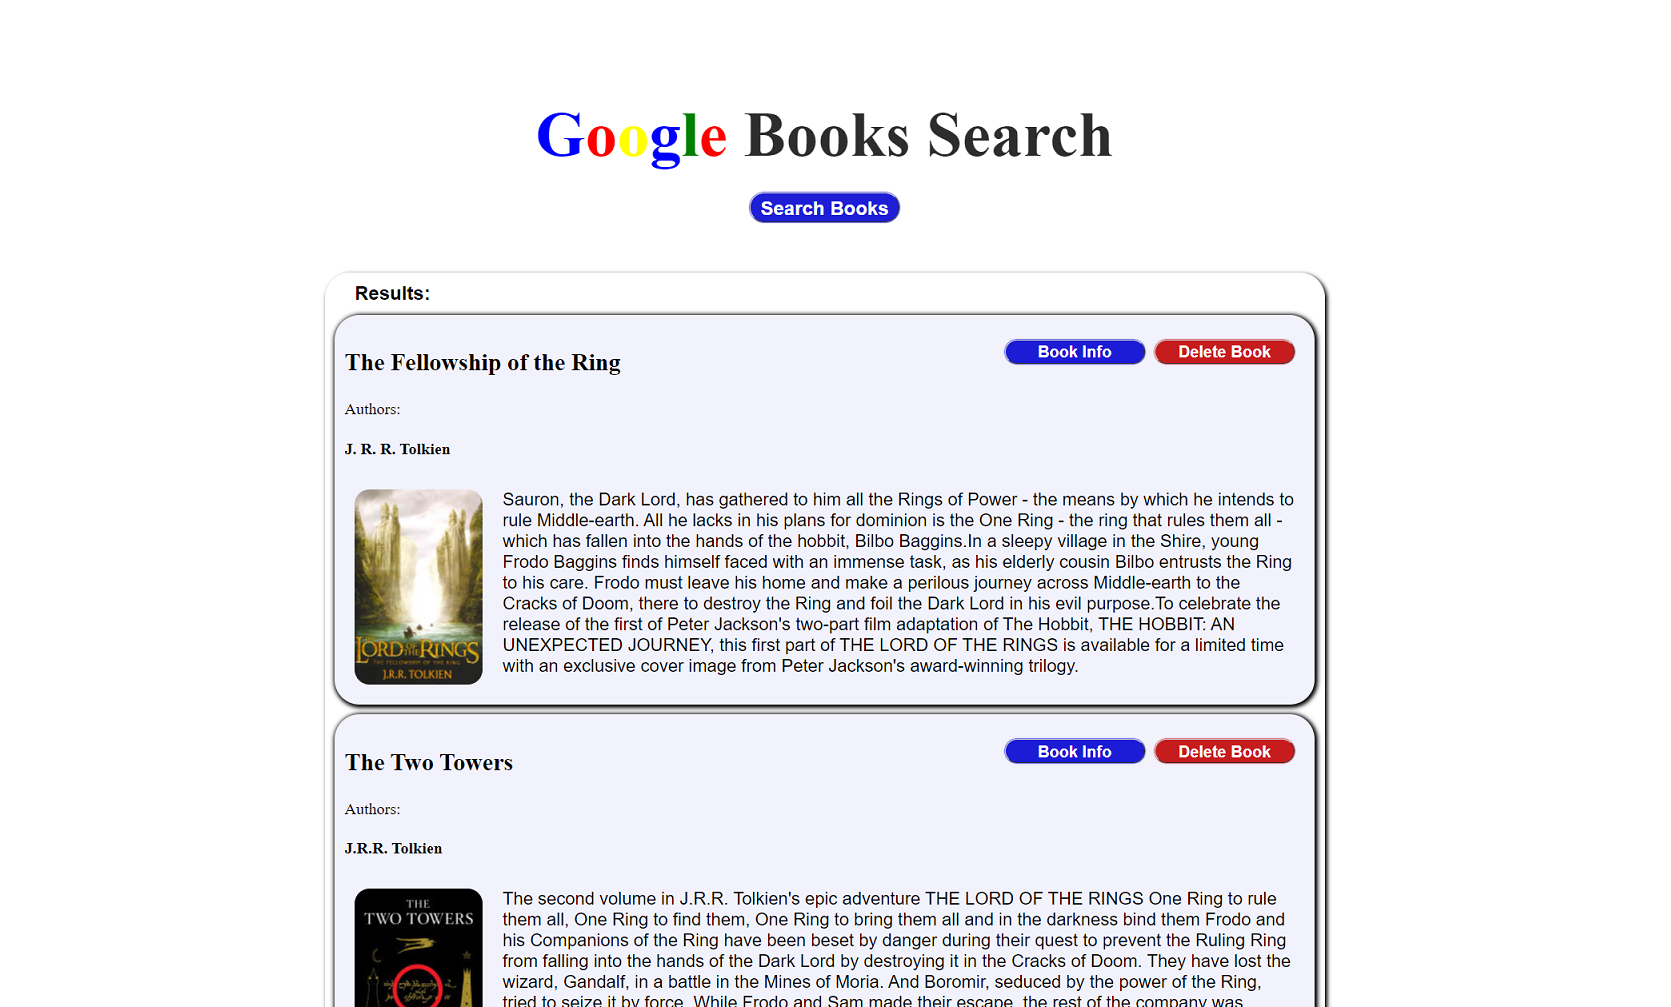 Google Books Search
Search Books
Results:
The Fellowship of the Ring
Book Info
Delete Book
Authors:
J. R. R. Tolkien
LORD OF THE RINGS
THE FELLOWSHIP OF THE RING
J.R.R. TOLKIEN
Sauron, the Dark Lord, has gathered to him all the Rings of Power - the means by which he intends to
rule Middle-earth. All he lacks in his plans for dominion is the One Ring - the ring that rules them all -
which has fallen into the hands of the hobbit, Bilbo Baggins.In a sleepy village in the Shire, young
Frodo Baggins finds himself faced with an immense task, as his elderly cousin Bilbo entrusts the Ring
to his care. Frodo must leave his home and make a perilous journey across Middle-earth to the
Cracks of Doom, there to destroy the Ring and foil the Dark Lord in his evil purpose.To celebrate the
release of the first of Peter Jackson's two-part film adaptation of The Hobbit, THE HOBBIT: AN
UNEXPECTED JOURNEY, this first part of THE LORD OF THE RINGS is available for a limited time
with an exclusive cover image from Peter Jackson's award-winning trilogy.
The Two Towers
Book Info
Delete Book
Authors:
J.R.R. Tolkien
THE
TWO TOWERS
The second volume in J.R.R. Tolkien's epic adventure THE LORD OF THE RINGS One Ring to rule
them all, One Ring to find them, One Ring to bring them all and in the darkness bind them Frodo and
his Companions of the Ring have been beset by danger during their quest to prevent the Ruling Ring
from falling into the hands of the Dark Lord by destroying it in the Cracks of Doom. They have lost the
wizard, Gandalf, in a battle in the Mines of Moria. And Boromir, seduced by the power of the Ring,
tried to seize it by force. While Frodo and Sam made their escape, the rest of the company was